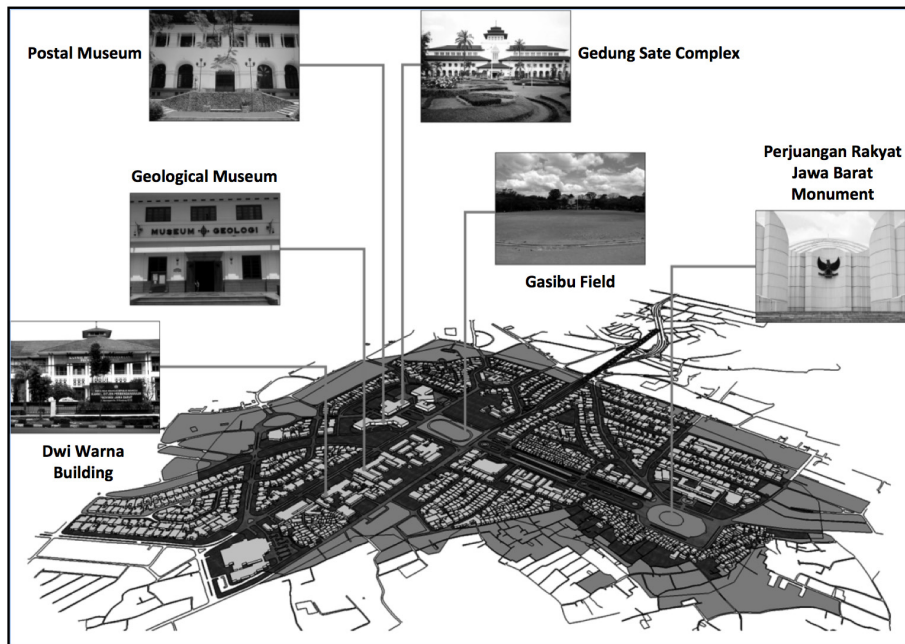 Postal Museum
Gedung Sate Complex
Geological Museum
MUSEUM GEOLOGI
Perjuangan Rakyat
Jawa Barat
Monument
Gasibu Field
Dwi Warna
Building